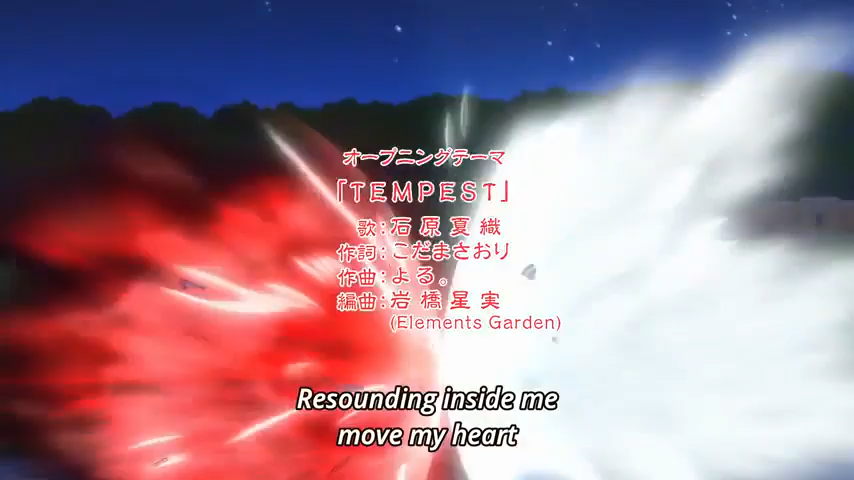 オープニングテーマ
「TEMPEST」
歌:石原夏織
作詞:こだまさおり
作曲:よる。
編曲:岩橋星実
(Elements Garden)
Resounding inside me
move my heart